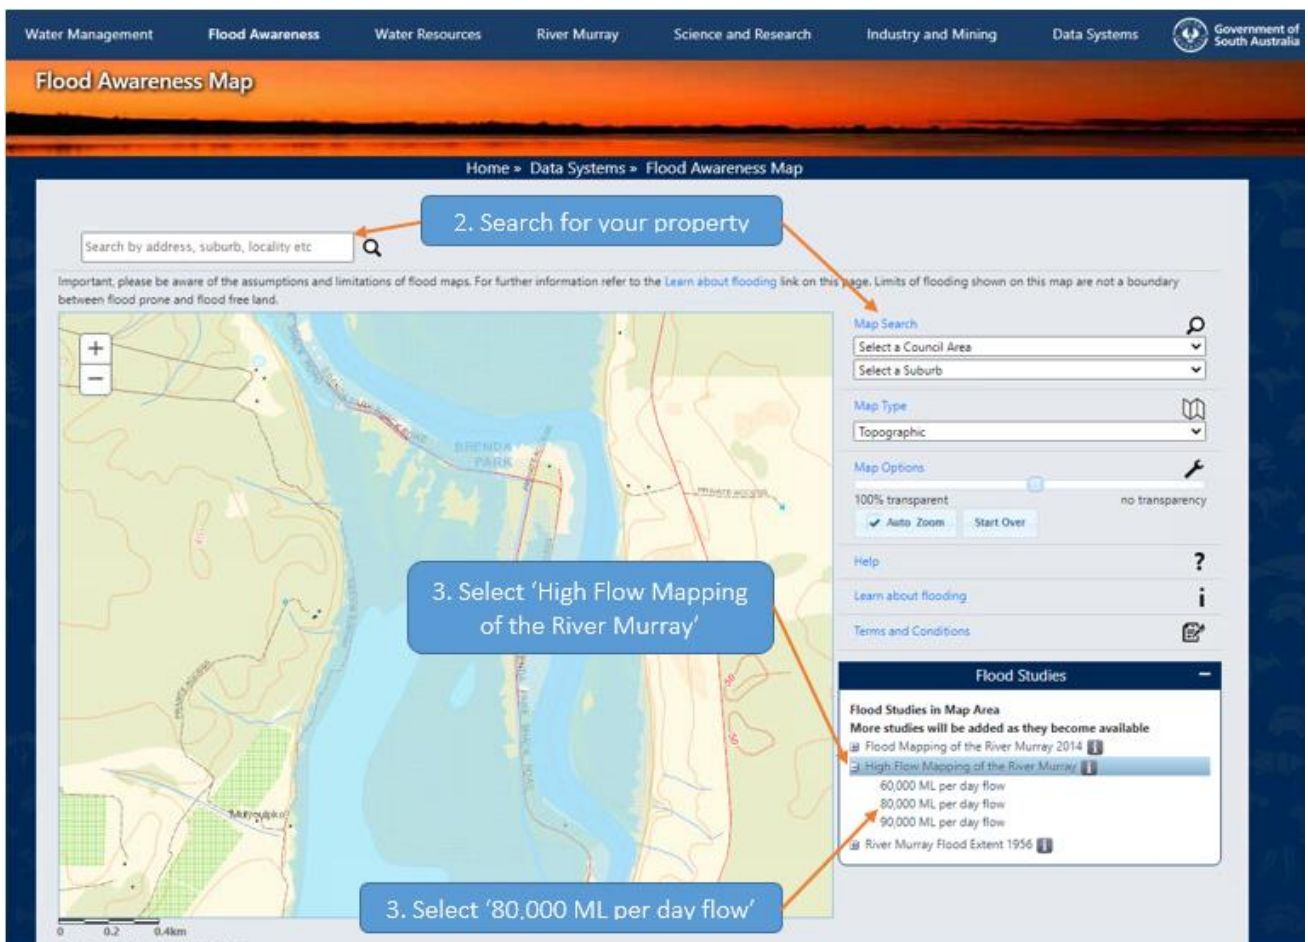 Water Management
Flood Awareness
Water Resources
River Murray
Science and Research
Industry and Mining
Data Systems
Government of
South Australia
Flood Awareness Map
Home » Data Systems » Flood Awareness Map
2. Search for your property
Search by address, suburb, locality etc
Important, please be aware of the assumptions and limitations of flood maps. For further information refer to the Learn about flooding link on this page. Limits of flooding shown on this map are not a boundary
between flood prone and flood free land.
+
−
BRENDA
PARK
PRIVATE ACCESS
Map Search
Select a Council Area
Select a Suburb
Map Type
Topographic
Map Options
100% transparent
no transparency
Auto Zoom
Start Over
Help
?
Learn about flooding
i
Terms and Conditions
3. Select ‘High Flow Mapping
of the River Murray’
PRIVATE ACCESS
50
50
Flood Studies
−
Flood Studies in Map Area
More studies will be added as they become available
Flood Mapping of the River Murray 2014 i
High Flow Mapping of the River Murray i
60,000 ML per day flow
80,000 ML per day flow
90,000 ML per day flow
River Murray Flood Extent 1956 i
3. Select ‘80,000 ML per day flow’
0 0.2 0.4km